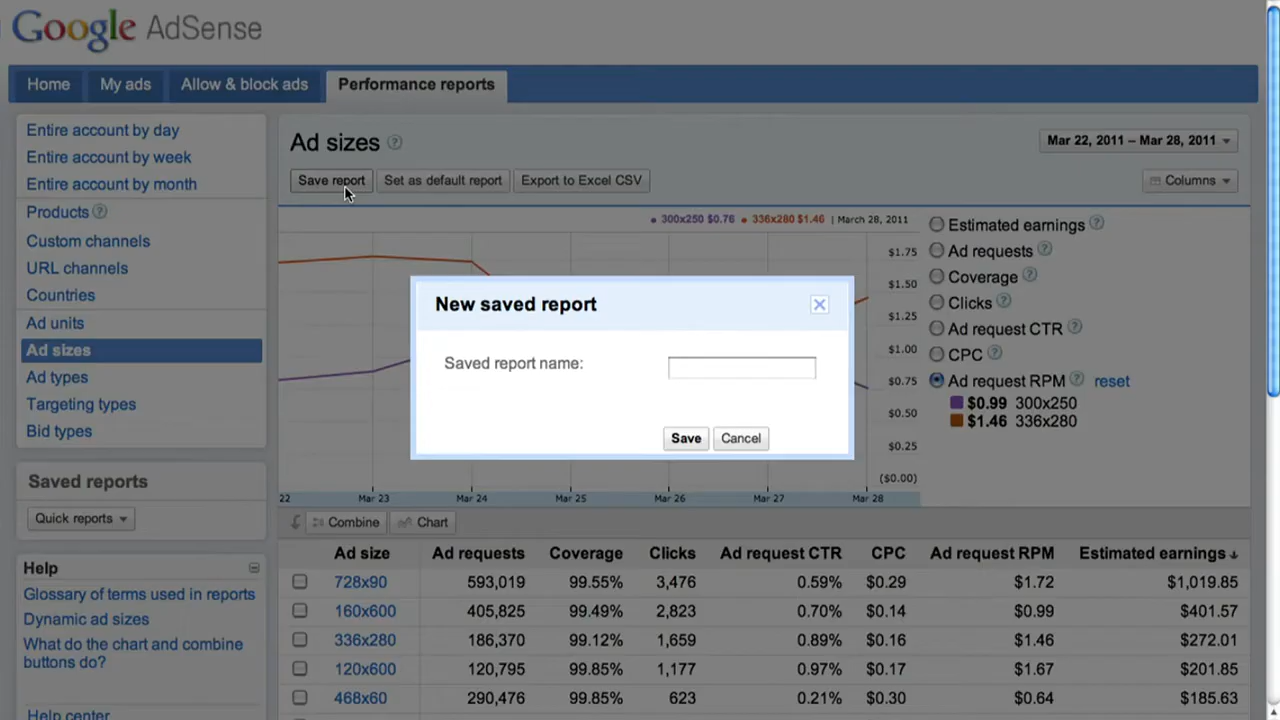 Google AdSense
Home My ads Allow & block ads Performance reports
Entire account by day
Entire account by week
Entire account by month
Products ?
Custom channels
URL channels
Countries
Ad units
Ad sizes
Ad types
Targeting types
Bid types
Saved reports
Quick reports
Help
Glossary of terms used in reports
Dynamic ad sizes
What do the chart and combine
buttons do?
Help center
Ad sizes ?
Mar 22, 2011 – Mar 28, 2011
Save report Set as default report Export to Excel CSV Columns
300x250 $0.76 336x280 $1.46 | March 28, 2011
$1.75
$1.50
$1.25
$1.00
$0.75
$0.50
$0.25
($0.00)
22 Mar 23 Mar 24 Mar 25 Mar 26 Mar 27 Mar 28
Estimated earnings ?
Ad requests ?
Coverage ?
Clicks ?
Ad request CTR ?
CPC ?
Ad request RPM ? reset
$0.99 300x250
$1.46 336x280
New saved report
Saved report name:
Save Cancel
Combine Chart
Ad size Ad requests Coverage Clicks Ad request CTR CPC Ad request RPM Estimated earnings
728x90 593,019 99.55% 3,476 0.59% $0.29 $1.72 $1,019.85
160x600 405,825 99.49% 2,823 0.70% $0.14 $0.99 $401.57
336x280 186,370 99.12% 1,659 0.89% $0.16 $1.46 $272.01
120x600 120,795 99.85% 1,177 0.97% $0.17 $1.67 $201.85
468x60 290,476 99.85% 623 0.21% $0.30 $0.64 $185.63